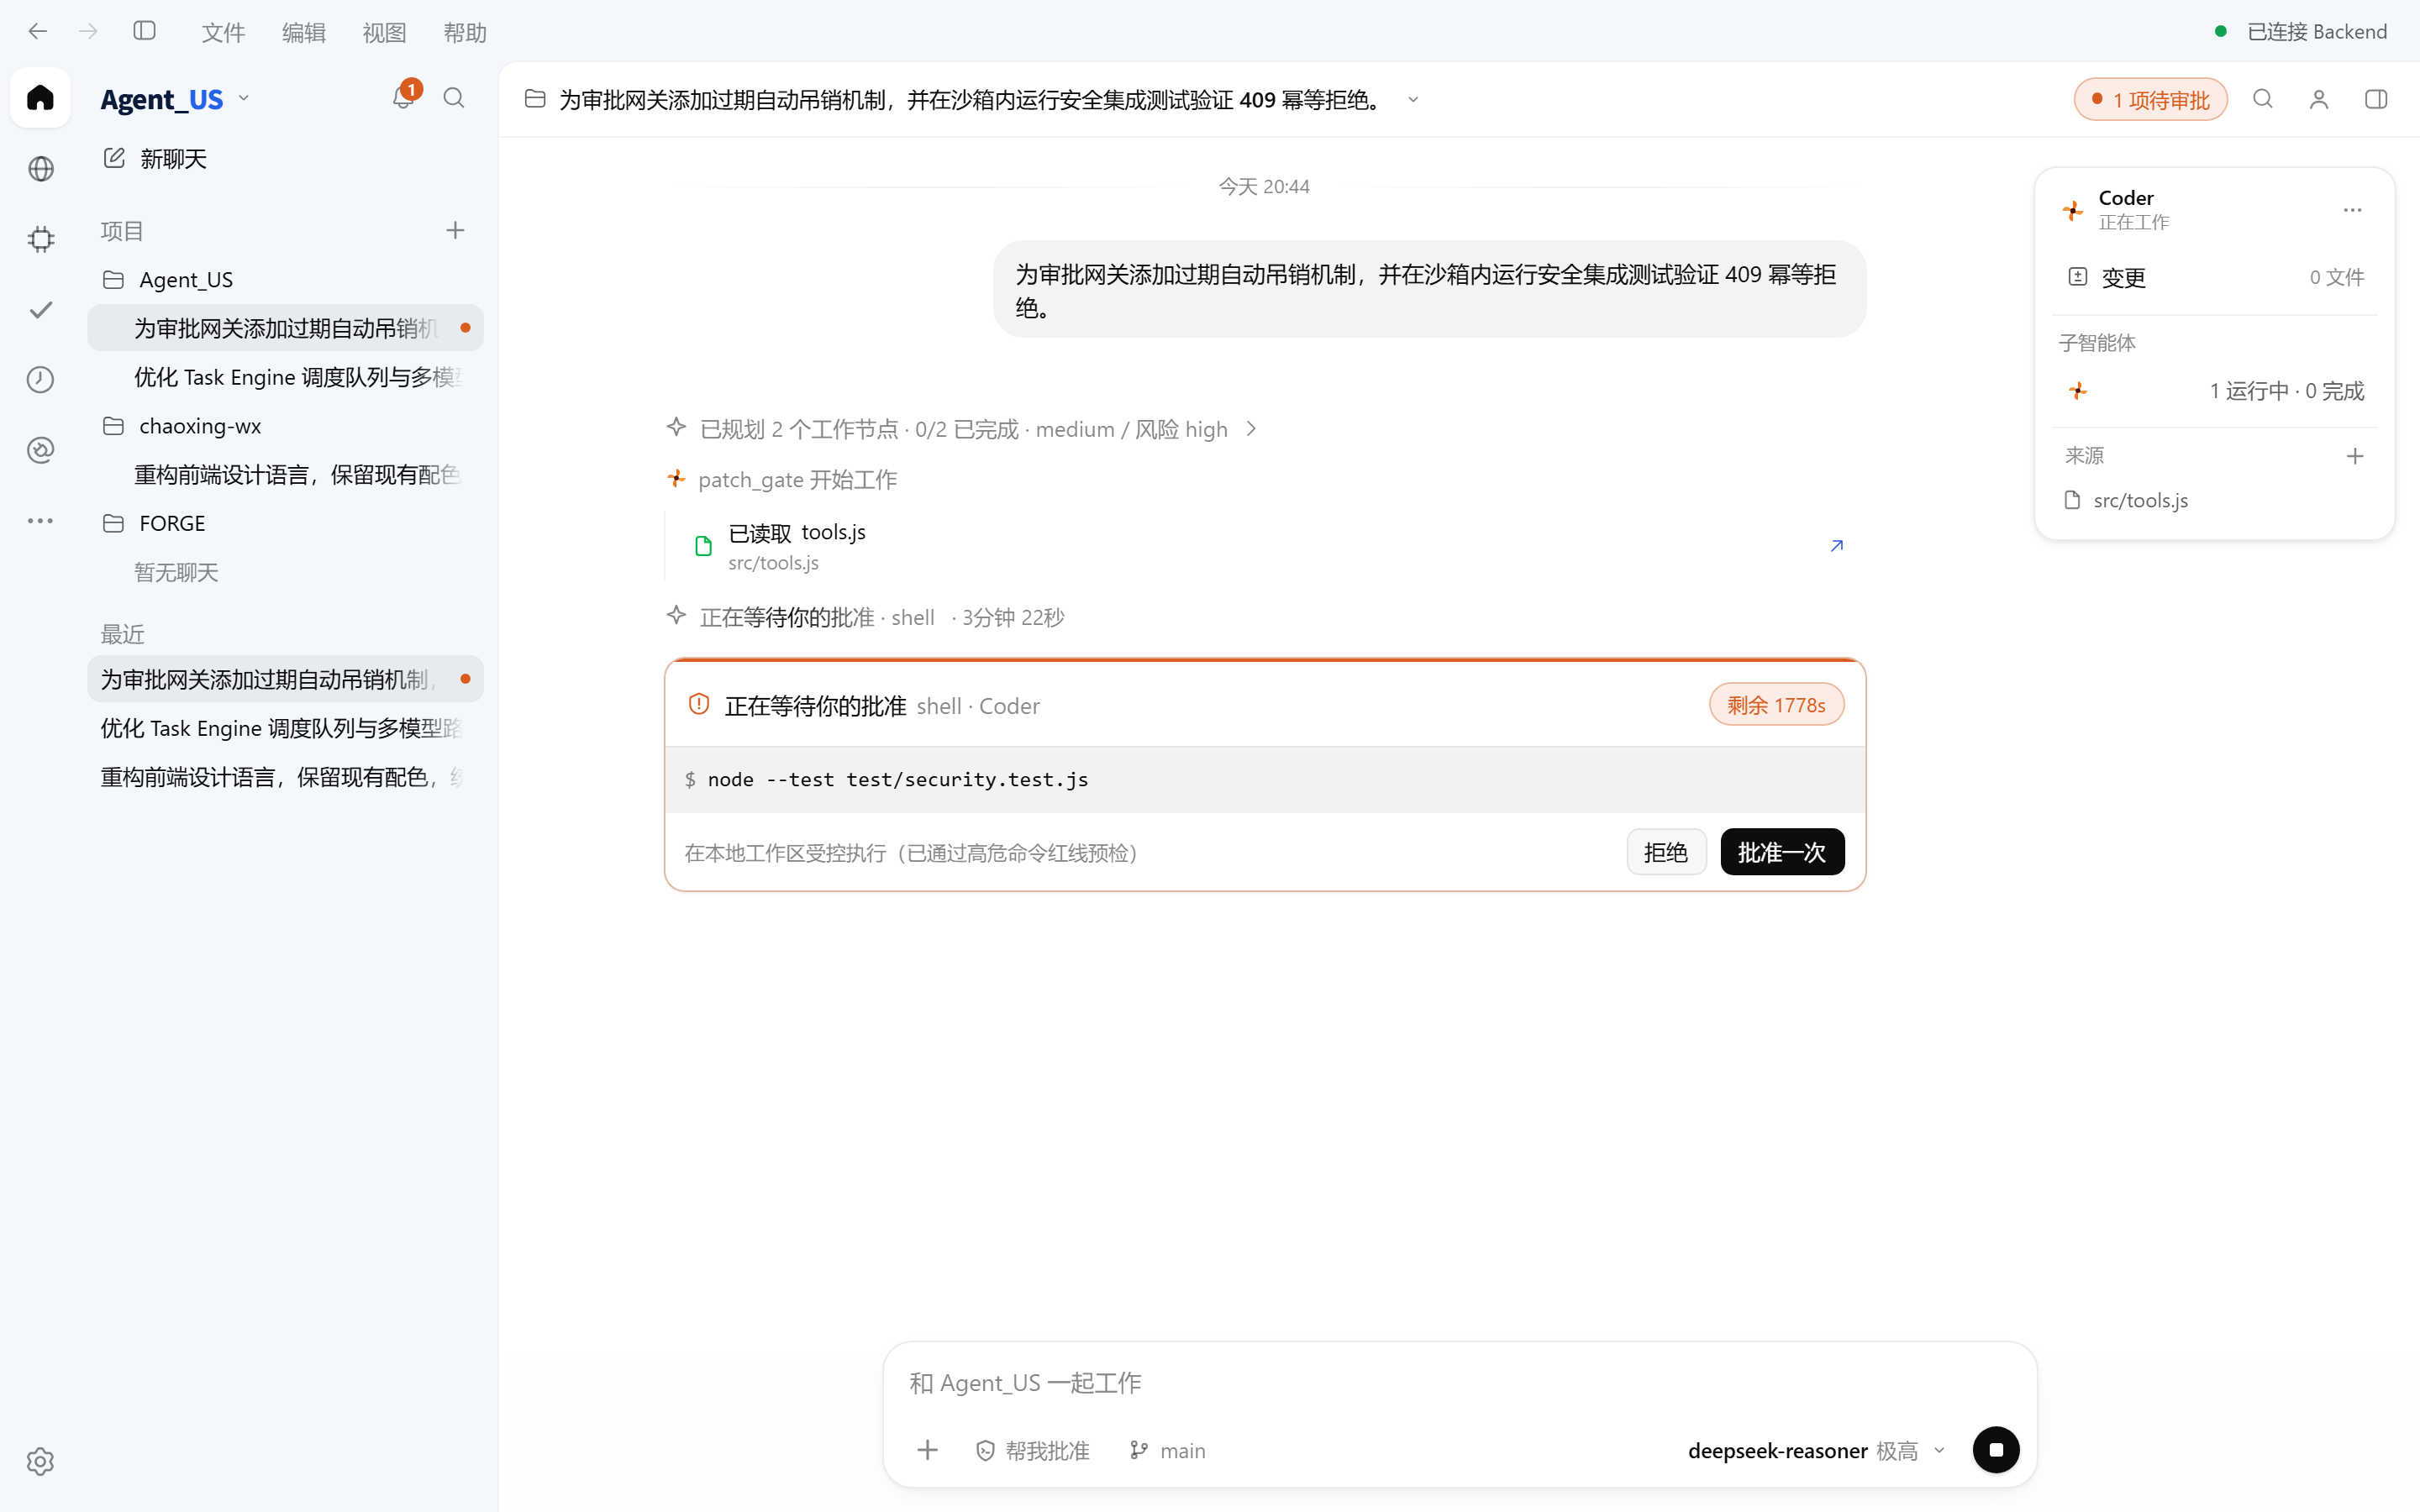 文件 编辑 视图 帮助
已连接 Backend
Agent_US
1
新聊天
项目
Agent_US
为审批网关添加过期自动吊销机
优化 Task Engine 调度队列与多模型
chaoxing-wx
重构前端设计语言，保留现有配色
FORGE
暂无聊天
最近
为审批网关添加过期自动吊销机制，
优化 Task Engine 调度队列与多模型路
重构前端设计语言，保留现有配色，
为审批网关添加过期自动吊销机制，并在沙箱内运行安全集成测试验证 409 幂等拒绝。
1 项待审批
今天 20:44
为审批网关添加过期自动吊销机制，并在沙箱内运行安全集成测试验证 409 幂等拒
绝。
已规划 2 个工作节点 · 0/2 已完成 · medium / 风险 high
patch_gate 开始工作
已读取 tools.js
src/tools.js
正在等待你的批准 · shell · 3分钟 22秒
正在等待你的批准 shell · Coder
剩余 1778s
$ node --test test/security.test.js
在本地工作区受控执行（已通过高危命令红线预检）
拒绝 批准一次
Coder
正在工作
变更 0 文件
子智能体
1 运行中 · 0 完成
来源
src/tools.js
和 Agent_US 一起工作
帮我批准 main
deepseek-reasoner 极高